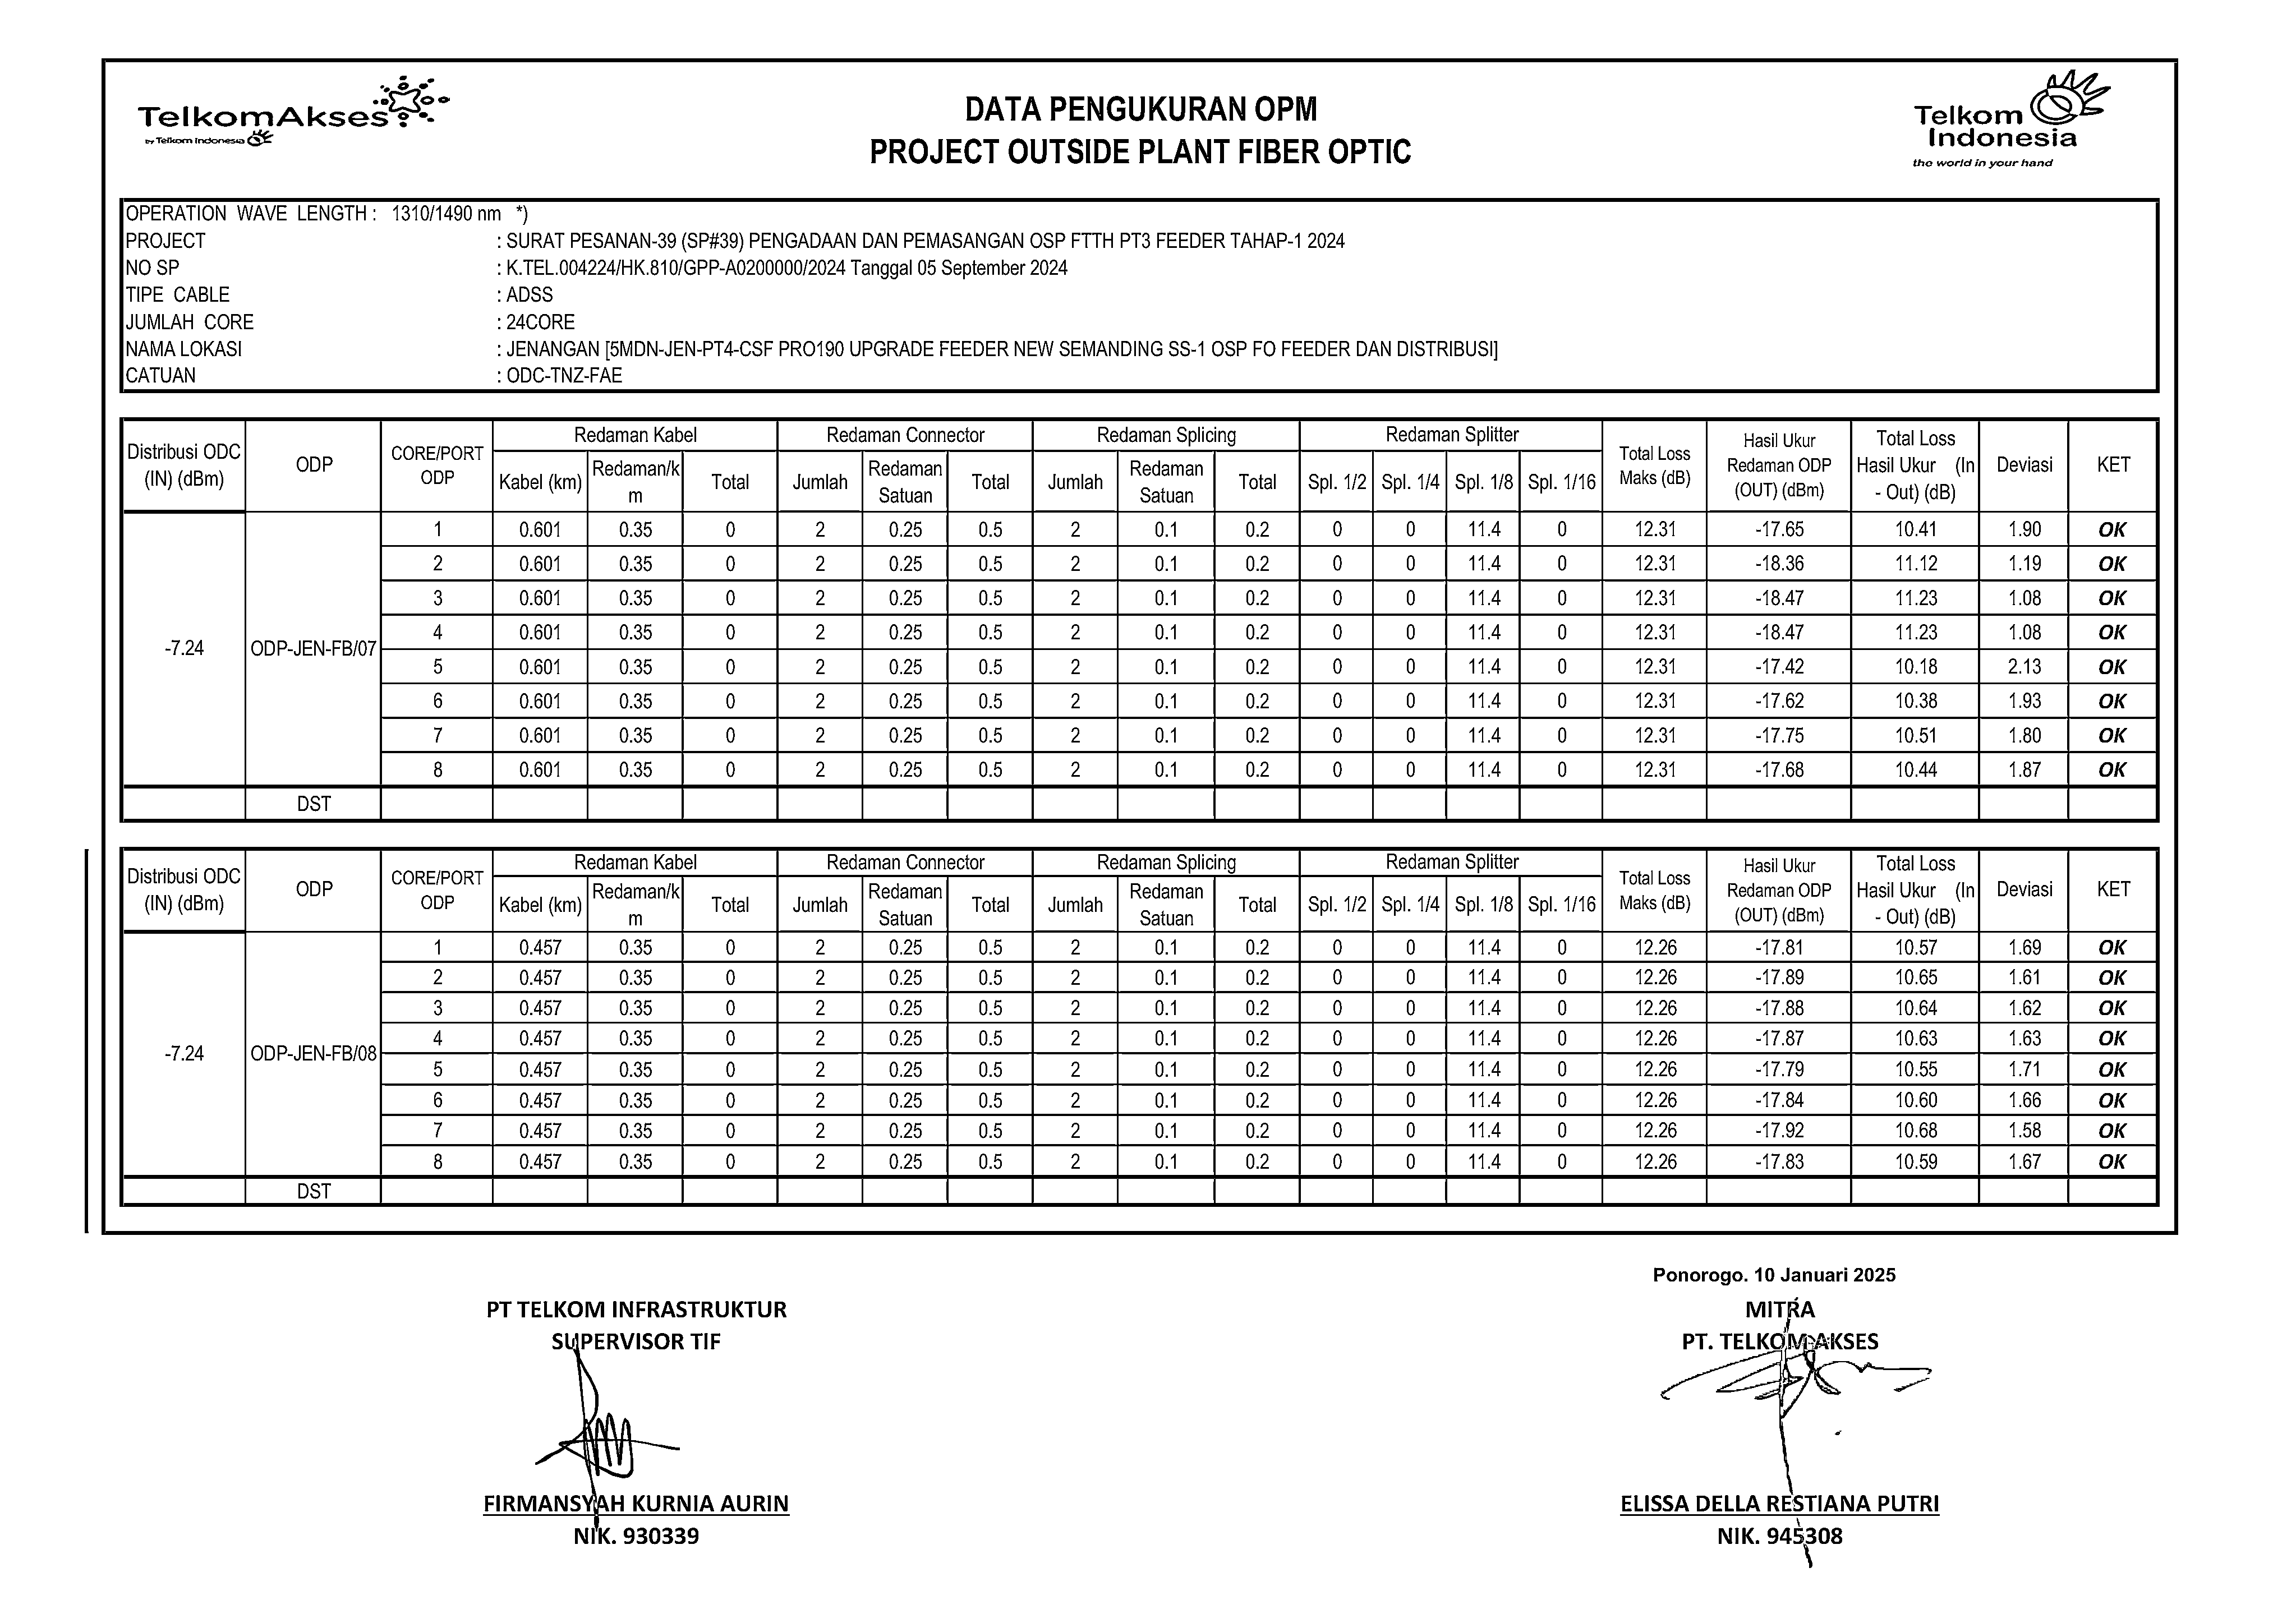 TelkomAkses
by Telkom Indonesia
DATA PENGUKURAN OPM
PROJECT OUTSIDE PLANT FIBER OPTIC
Telkom
Indonesia
the world in your hand
OPERATION WAVE LENGTH : 1310/1490 nm *)
PROJECT : SURAT PESANAN-39 (SP#39) PENGADAAN DAN PEMASANGAN OSP FTTH PT3 FEEDER TAHAP-1 2024
NO SP : K.TEL.004224/HK.810/GPP-A0200000/2024 Tanggal 05 September 2024
TIPE CABLE : ADSS
JUMLAH CORE : 24CORE
NAMA LOKASI : JENANGAN [5MDN-JEN-PT4-CSF PRO190 UPGRADE FEEDER NEW SEMANDING SS-1 OSP FO FEEDER DAN DISTRIBUSI]
CATUAN : ODC-TNZ-FAE
Distribusi ODC (IN) (dBm) ODP CORE/PORT ODP Redaman Kabel Redaman Connector Redaman Splicing Redaman Splitter Total Loss Maks (dB) Hasil Ukur Redaman ODP (OUT) (dBm) Total Loss Hasil Ukur (In - Out) (dB) Deviasi KET
Kabel (km) Redaman/km Total Jumlah Redaman Satuan Total Jumlah Redaman Satuan Total Spl. 1/2 Spl. 1/4 Spl. 1/8 Spl. 1/16
-7.24 ODP-JEN-FB/07
1 0.601 0.35 0 2 0.25 0.5 2 0.1 0.2 0 0 11.4 0 12.31 -17.65 10.41 1.90 OK
2 0.601 0.35 0 2 0.25 0.5 2 0.1 0.2 0 0 11.4 0 12.31 -18.36 11.12 1.19 OK
3 0.601 0.35 0 2 0.25 0.5 2 0.1 0.2 0 0 11.4 0 12.31 -18.47 11.23 1.08 OK
4 0.601 0.35 0 2 0.25 0.5 2 0.1 0.2 0 0 11.4 0 12.31 -18.47 11.23 1.08 OK
5 0.601 0.35 0 2 0.25 0.5 2 0.1 0.2 0 0 11.4 0 12.31 -17.42 10.18 2.13 OK
6 0.601 0.35 0 2 0.25 0.5 2 0.1 0.2 0 0 11.4 0 12.31 -17.62 10.38 1.93 OK
7 0.601 0.35 0 2 0.25 0.5 2 0.1 0.2 0 0 11.4 0 12.31 -17.75 10.51 1.80 OK
8 0.601 0.35 0 2 0.25 0.5 2 0.1 0.2 0 0 11.4 0 12.31 -17.68 10.44 1.87 OK
DST
Distribusi ODC (IN) (dBm) ODP CORE/PORT ODP Redaman Kabel Redaman Connector Redaman Splicing Redaman Splitter Total Loss Maks (dB) Hasil Ukur Redaman ODP (OUT) (dBm) Total Loss Hasil Ukur (In - Out) (dB) Deviasi KET
Kabel (km) Redaman/km Total Jumlah Redaman Satuan Total Jumlah Redaman Satuan Total Spl. 1/2 Spl. 1/4 Spl. 1/8 Spl. 1/16
-7.24 ODP-JEN-FB/08
1 0.457 0.35 0 2 0.25 0.5 2 0.1 0.2 0 0 11.4 0 12.26 -17.81 10.57 1.69 OK
2 0.457 0.35 0 2 0.25 0.5 2 0.1 0.2 0 0 11.4 0 12.26 -17.89 10.65 1.61 OK
3 0.457 0.35 0 2 0.25 0.5 2 0.1 0.2 0 0 11.4 0 12.26 -17.88 10.64 1.62 OK
4 0.457 0.35 0 2 0.25 0.5 2 0.1 0.2 0 0 11.4 0 12.26 -17.87 10.63 1.63 OK
5 0.457 0.35 0 2 0.25 0.5 2 0.1 0.2 0 0 11.4 0 12.26 -17.79 10.55 1.71 OK
6 0.457 0.35 0 2 0.25 0.5 2 0.1 0.2 0 0 11.4 0 12.26 -17.84 10.60 1.66 OK
7 0.457 0.35 0 2 0.25 0.5 2 0.1 0.2 0 0 11.4 0 12.26 -17.92 10.68 1.58 OK
8 0.457 0.35 0 2 0.25 0.5 2 0.1 0.2 0 0 11.4 0 12.26 -17.83 10.59 1.67 OK
DST
Ponorogo. 10 Januari 2025
PT TELKOM INFRASTRUKTUR
SUPERVISOR TIF
FIRMANSYAH KURNIA AURIN
NIK. 930339
MITRA
PT. TELKOM AKSES
ELISSA DELLA RESTIANA PUTRI
NIK. 945308